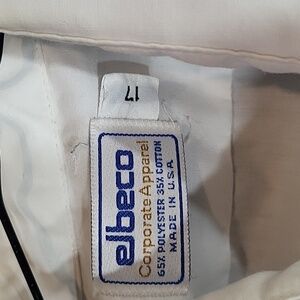 17
elbeco
Corporate Apparel
65% POLYESTER 35% COTTON
MADE IN U.S.A.